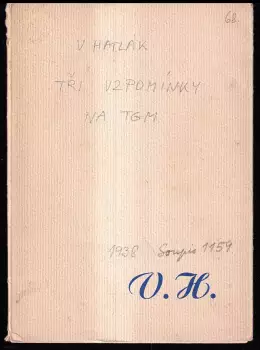 68
V HATLÁK
TŘI VZPOMÍNKY
NA TGM
1938 Soupis 1159
V. H.